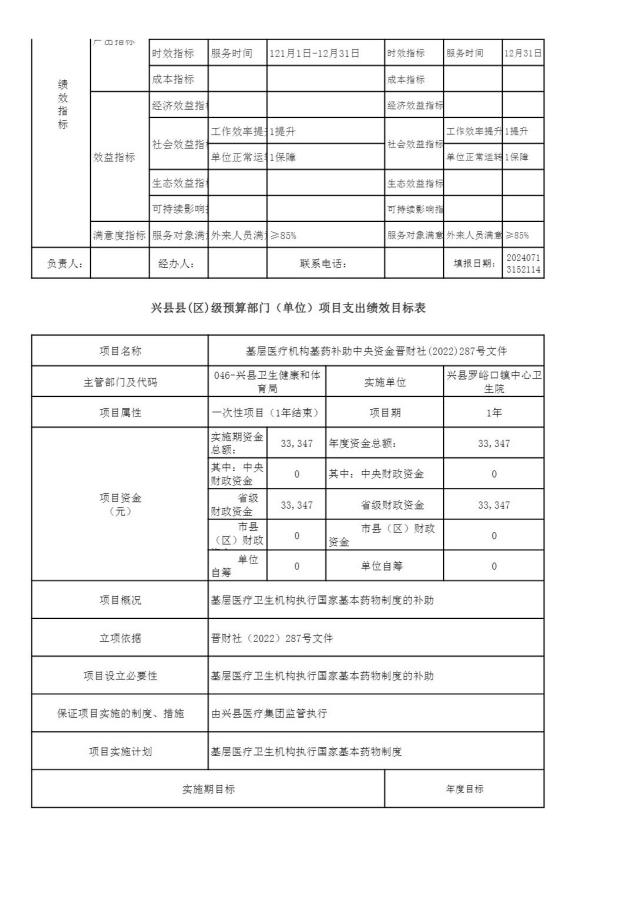 时效指标 服务时间 121月1日-12月31日 时效指标 服务时间 12月31日
成本指标 成本指标
绩效指标
经济效益指标 经济效益指标
效益指标
社会效益指标 工作效率提升 1提升 社会效益指标 工作效率提升 1提升
单位正常运转 1保障 单位正常运转 1保障
生态效益指标 生态效益指标
可持续影响 可持续影响指
满意度指标 服务对象满 外来人员满 ≥85% 服务对象满意 外来人员满意 ≥85%
负责人： 经办人： 联系电话： 填报日期： 2024071
3152114
兴县县(区)级预算部门（单位）项目支出绩效目标表
项目名称 基层医疗机构基药补助中央资金晋财社(2022)287号文件
主管部门及代码 046-兴县卫生健康和体
育局 实施单位 兴县罗峪口镇中心卫
生院
项目属性 一次性项目（1年结束） 项目期 1年
项目资金
（元）
实施期资金
总额： 33,347 年度资金总额： 33,347
其中：中央
财政资金 0 其中：中央财政资金 0
省级
财政资金 33,347 省级财政资金 33,347
市县
（区）财政 0 市县（区）财政
资金 0
单位
自筹 0 单位自筹 0
项目概况 基层医疗卫生机构执行国家基本药物制度的补助
立项依据 晋财社（2022）287号文件
项目设立必要性 基层医疗卫生机构执行国家基本药物制度的补助
保证项目实施的制度、措施 由兴县医疗集团监管执行
项目实施计划 基层医疗卫生机构执行国家基本药物制度
实施期目标 年度目标